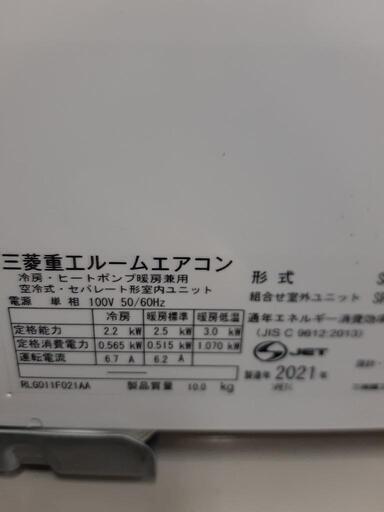 三菱重工ルームエアコン
冷房・ヒートポンプ暖房兼用
空冷式・セパレート形室内ユニット
電源 単相 100V 50/60Hz
冷房 暖房標準 暖房低温
定格能力 2.2 kW 2.5 kW 3.0 kW
定格消費電力 0.565 kW 0.515 kW 1.070 kW
運転電流 6.7 A 6.2 A
RLG011F021AA 製品質量 10.0 kg
形式 S
組合せ室外ユニット S
通年エネルギー消費効
(JIS C 9612:2013)
JET
製造年 2021年